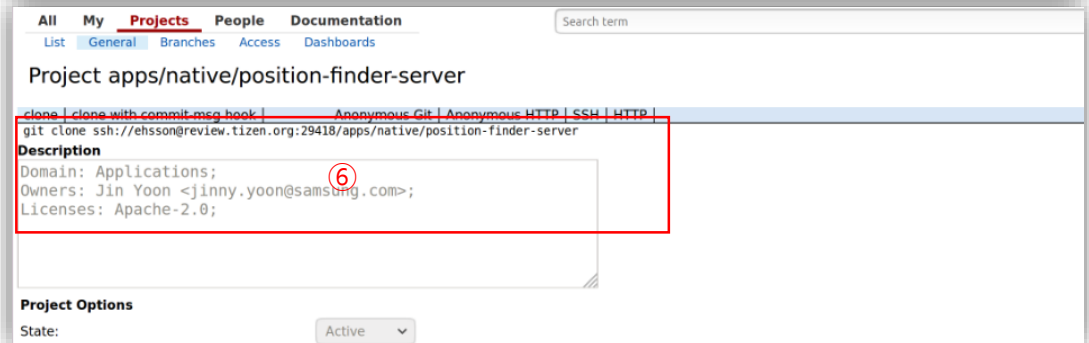 All My Projects People Documentation Search term
List General Branches Access Dashboards
Project apps/native/position-finder-server
clone | clone with commit-msg hook | Anonymous Git | Anonymous HTTP | SSH | HTTP |
git clone ssh://ehsson@review.tizen.org:29418/apps/native/position-finder-server
Description
Domain: Applications;
Owners: Jin Yoon <jinny.yoon@samsung.com>;
Licenses: Apache-2.0;
⑥
Project Options
State: Active